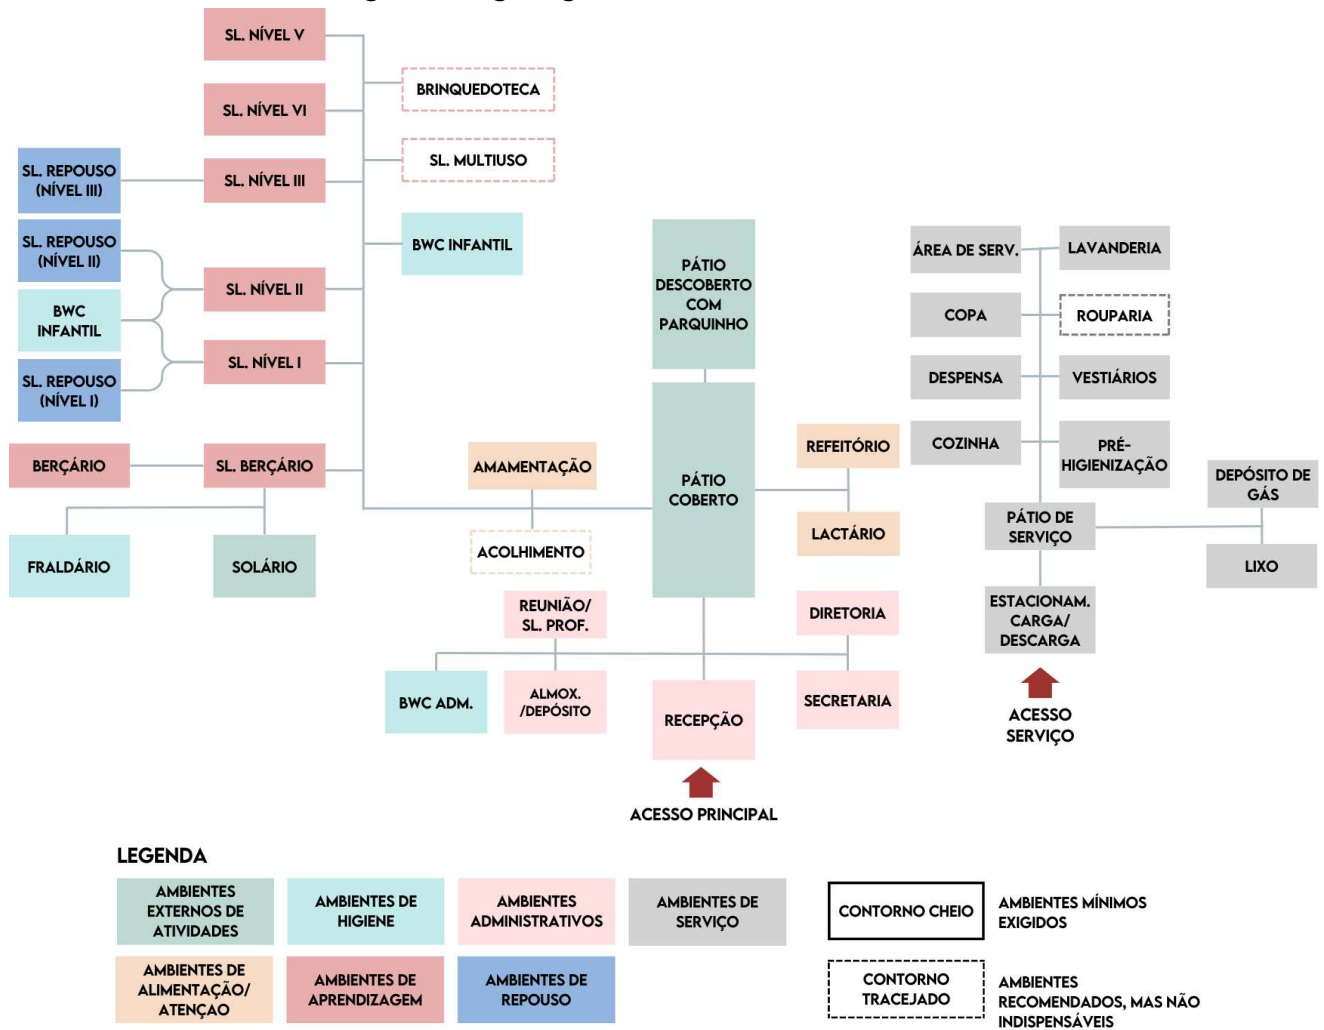 SL. NÍVEL V
BRINQUEDOTECA
SL. NÍVEL VI
SL. MULTIUSO
SL. REPOUSO
(NÍVEL III)
SL. NÍVEL III
SL. REPOUSO
(NÍVEL II)
BWC INFANTIL
SL. NÍVEL II
BWC
INFANTIL
SL. NÍVEL I
SL. REPOUSO
(NÍVEL I)
BERÇÁRIO
SL. BERÇÁRIO
FRALDÁRIO
SOLÁRIO
AMAMENTAÇÃO
ACOLHIMENTO
PÁTIO
DESCOBERTO
COM
PARQUINHO
PÁTIO
COBERTO
REFEITÓRIO
LACTÁRIO
REUNIÃO/
SL. PROF.
DIRETORIA
BWC ADM.
ALMOX.
/DEPÓSITO
RECEPÇÃO
SECRETARIA
ACESSO PRINCIPAL
ÁREA DE SERV.
LAVANDERIA
COPA
ROUPARIA
DESPENSA
VESTIÁRIOS
COZINHA
PRÉ-
HIGIENIZAÇÃO
PÁTIO DE
SERVIÇO
DEPÓSITO DE
GÁS
LIXO
ESTACIONAM.
CARGA/
DESCARGA
ACESSO
SERVIÇO
LEGENDA
AMBIENTES
EXTERNOS DE
ATIVIDADES
AMBIENTES DE
HIGIENE
AMBIENTES
ADMINISTRATIVOS
AMBIENTES DE
SERVIÇO
CONTORNO CHEIO
AMBIENTES MÍNIMOS
EXIGIDOS
AMBIENTES DE
ALIMENTAÇÃO/
ATENÇAO
AMBIENTES DE
APRENDIZAGEM
AMBIENTES DE
REPOUSO
CONTORNO
TRACEJADO
AMBIENTES
RECOMENDADOS, MAS NÃO
INDISPENSÁVEIS